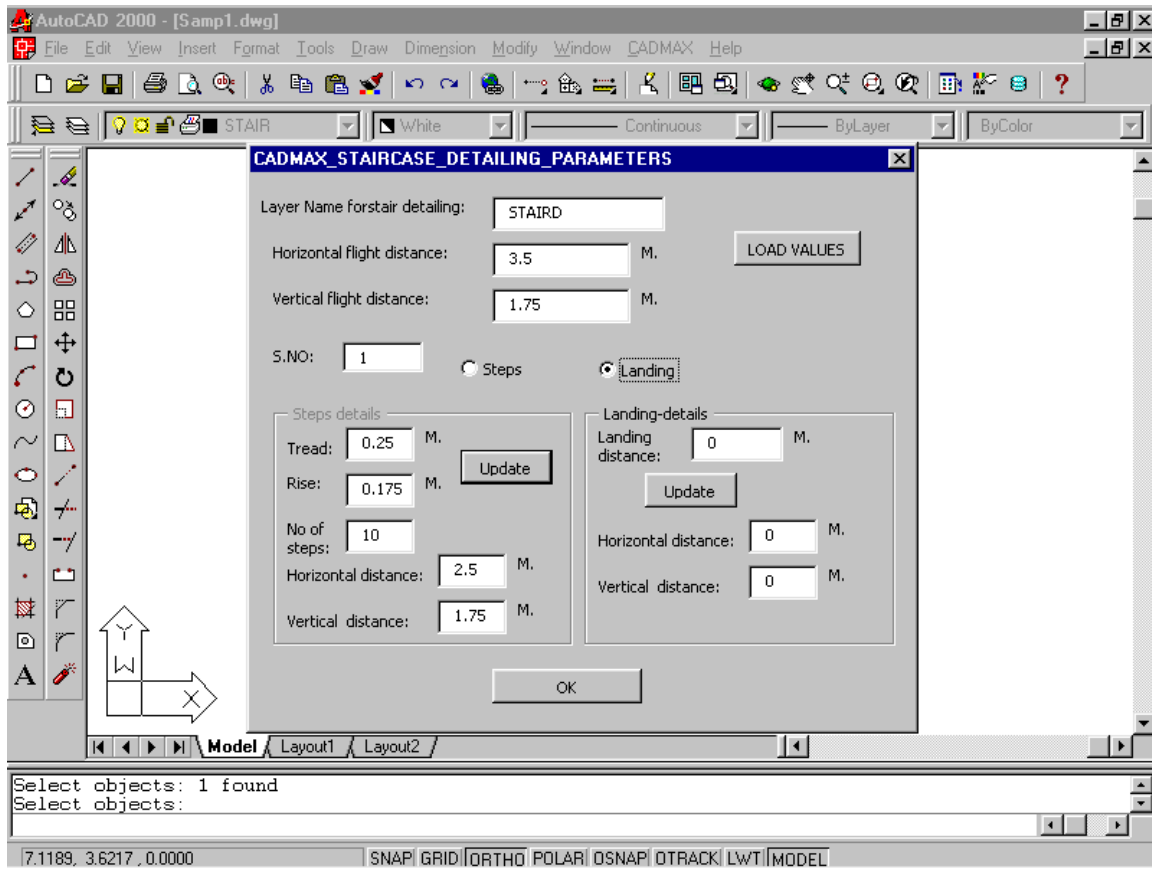 AutoCAD 2000 - [Samp1.dwg]
File Edit View Insert Format Tools Draw Dimension Modify Window CADMAX Help
STAIR White Continuous ByLayer ByColor
CADMAX_STAIRCASE_DETAILING_PARAMETERS
Layer Name forstair detailing: STAIRD
Horizontal flight distance: 3.5 M. LOAD VALUES
Vertical flight distance: 1.75 M.
S.NO: 1 Steps Landing
Steps details
Tread: 0.25 M.
Update
Rise: 0.175 M.
No of
steps: 10
Horizontal distance: 2.5 M.
Vertical distance: 1.75 M.
Landing-details
Landing
distance: 0 M.
Update
Horizontal distance: 0 M.
Vertical distance: 0 M.
OK
A
Y
W
X
Model Layout1 Layout2
Select objects: 1 found
Select objects:
7.1189, 3.6217 , 0.0000 SNAP GRID ORTHO POLAR OSNAP OTRACK LWT MODEL